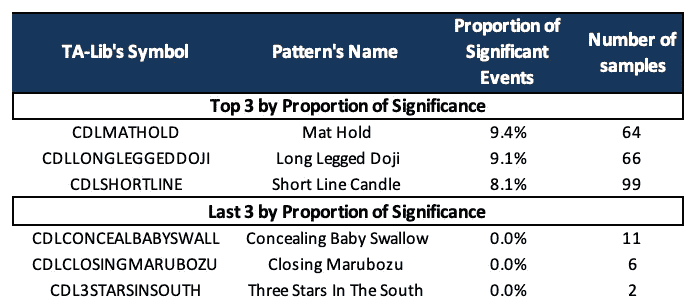 TA-Lib's Symbol Pattern's Name Proportion of Significant Events Number of samples
Top 3 by Proportion of Significance
CDLMATHOLD Mat Hold 9.4% 64
CDLLONGLEGGEDDOJI Long Legged Doji 9.1% 66
CDLSHORTLINE Short Line Candle 8.1% 99
Last 3 by Proportion of Significance
CDLCONCEALBABYSWALL Concealing Baby Swallow 0.0% 11
CDLCLOSINGMARUBOZU Closing Marubozu 0.0% 6
CDL3STARSINSOUTH Three Stars In The South 0.0% 2